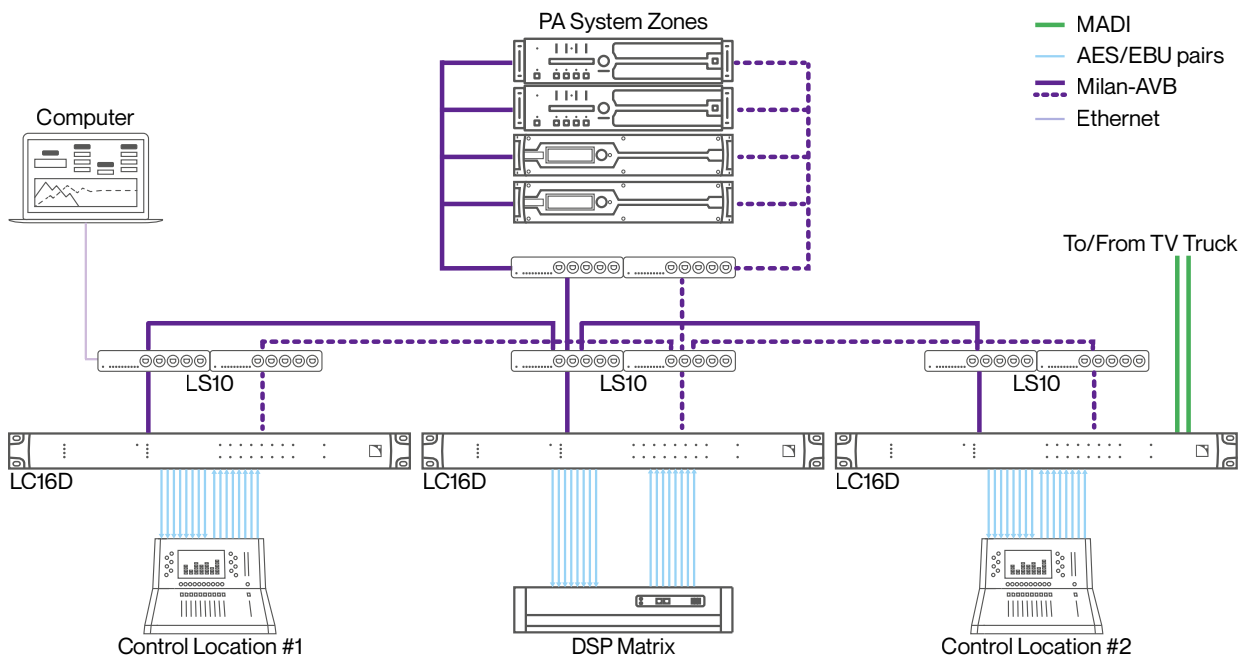 PA System Zones
MADI
AES/EBU pairs
Milan-AVB
Ethernet
Computer
To/From TV Truck
LS10
LS10
LS10
LC16D
LC16D
LC16D
Control Location #1
DSP Matrix
Control Location #2